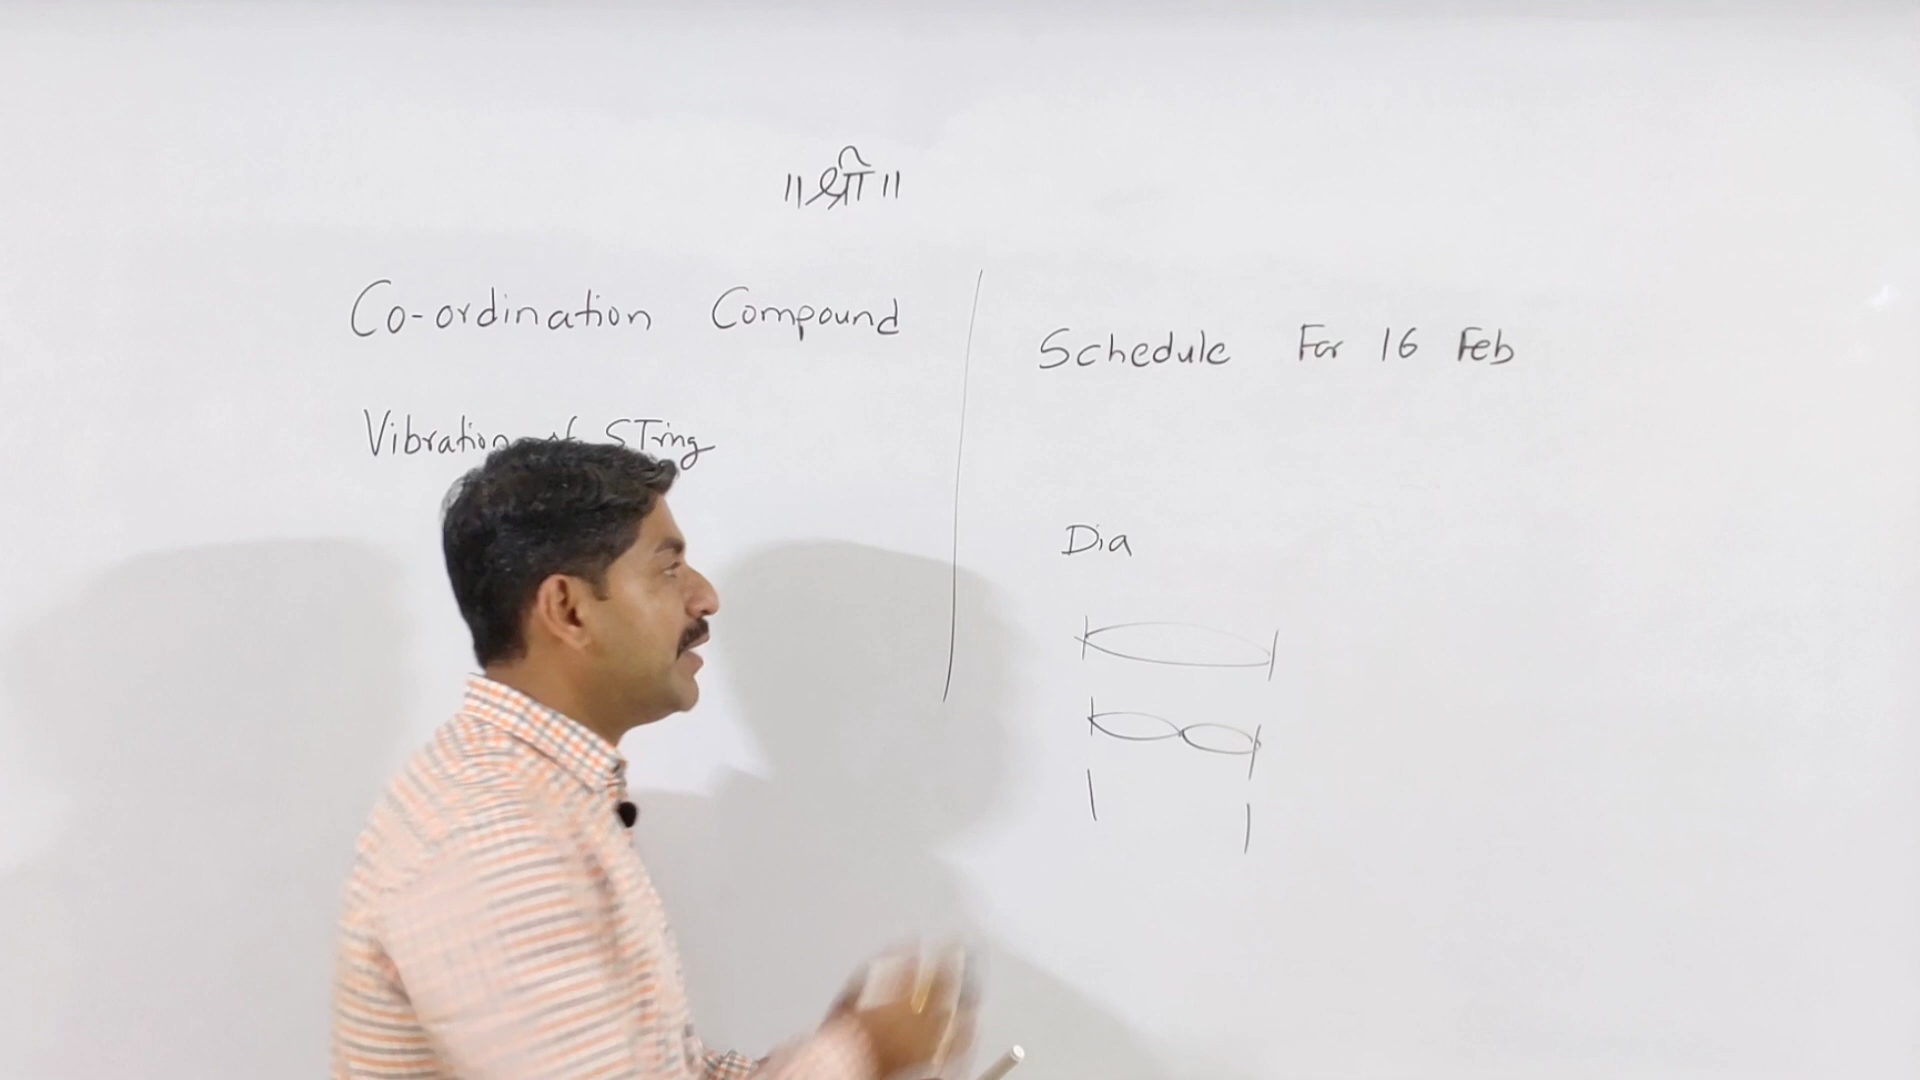 ॥ श्री ॥
Co-ordination Compound
Vibration of STring
Schedule For 16 Feb
Dia